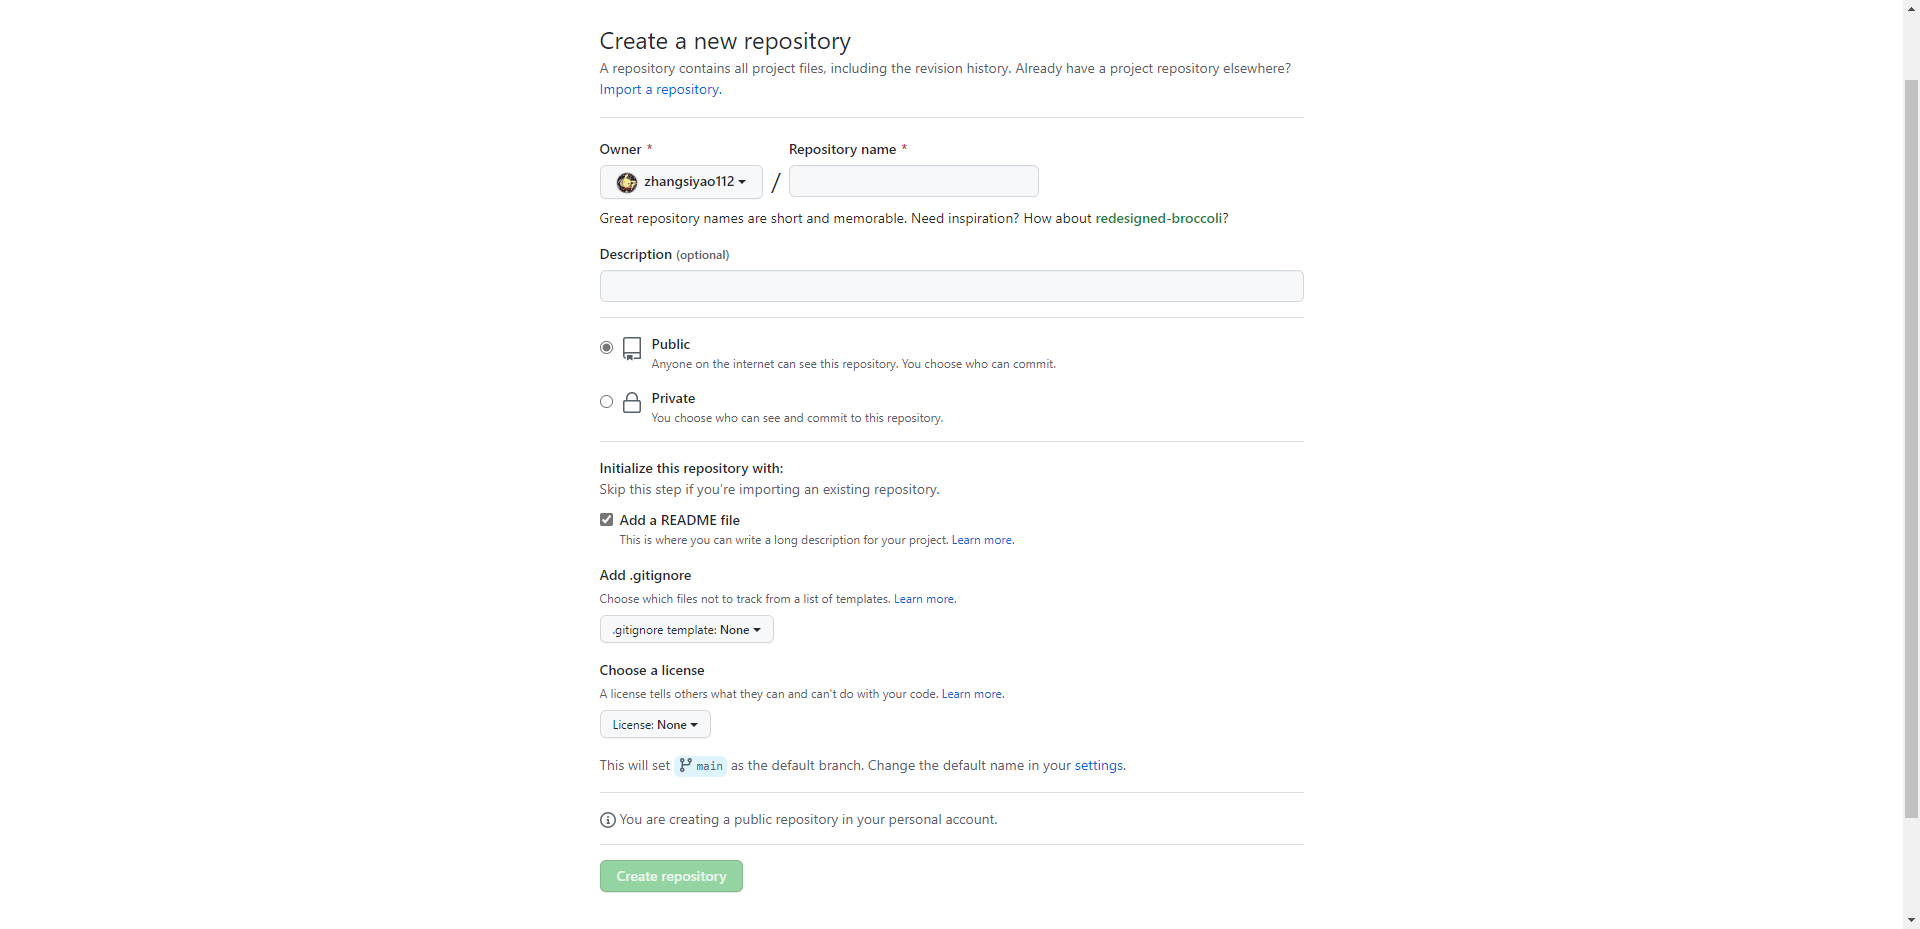 Create a new repository
A repository contains all project files, including the revision history. Already have a project repository elsewhere?
Import a repository.
Owner * Repository name *
zhangsiyao112 /
Great repository names are short and memorable. Need inspiration? How about redesigned-broccoli?
Description (optional)
Public
Anyone on the internet can see this repository. You choose who can commit.
Private
You choose who can see and commit to this repository.
Initialize this repository with:
Skip this step if you're importing an existing repository.
Add a README file
This is where you can write a long description for your project. Learn more.
Add .gitignore
Choose which files not to track from a list of templates. Learn more.
.gitignore template: None
Choose a license
A license tells others what they can and can't do with your code. Learn more.
License: None
This will set main as the default branch. Change the default name in your settings.
You are creating a public repository in your personal account.
Create repository